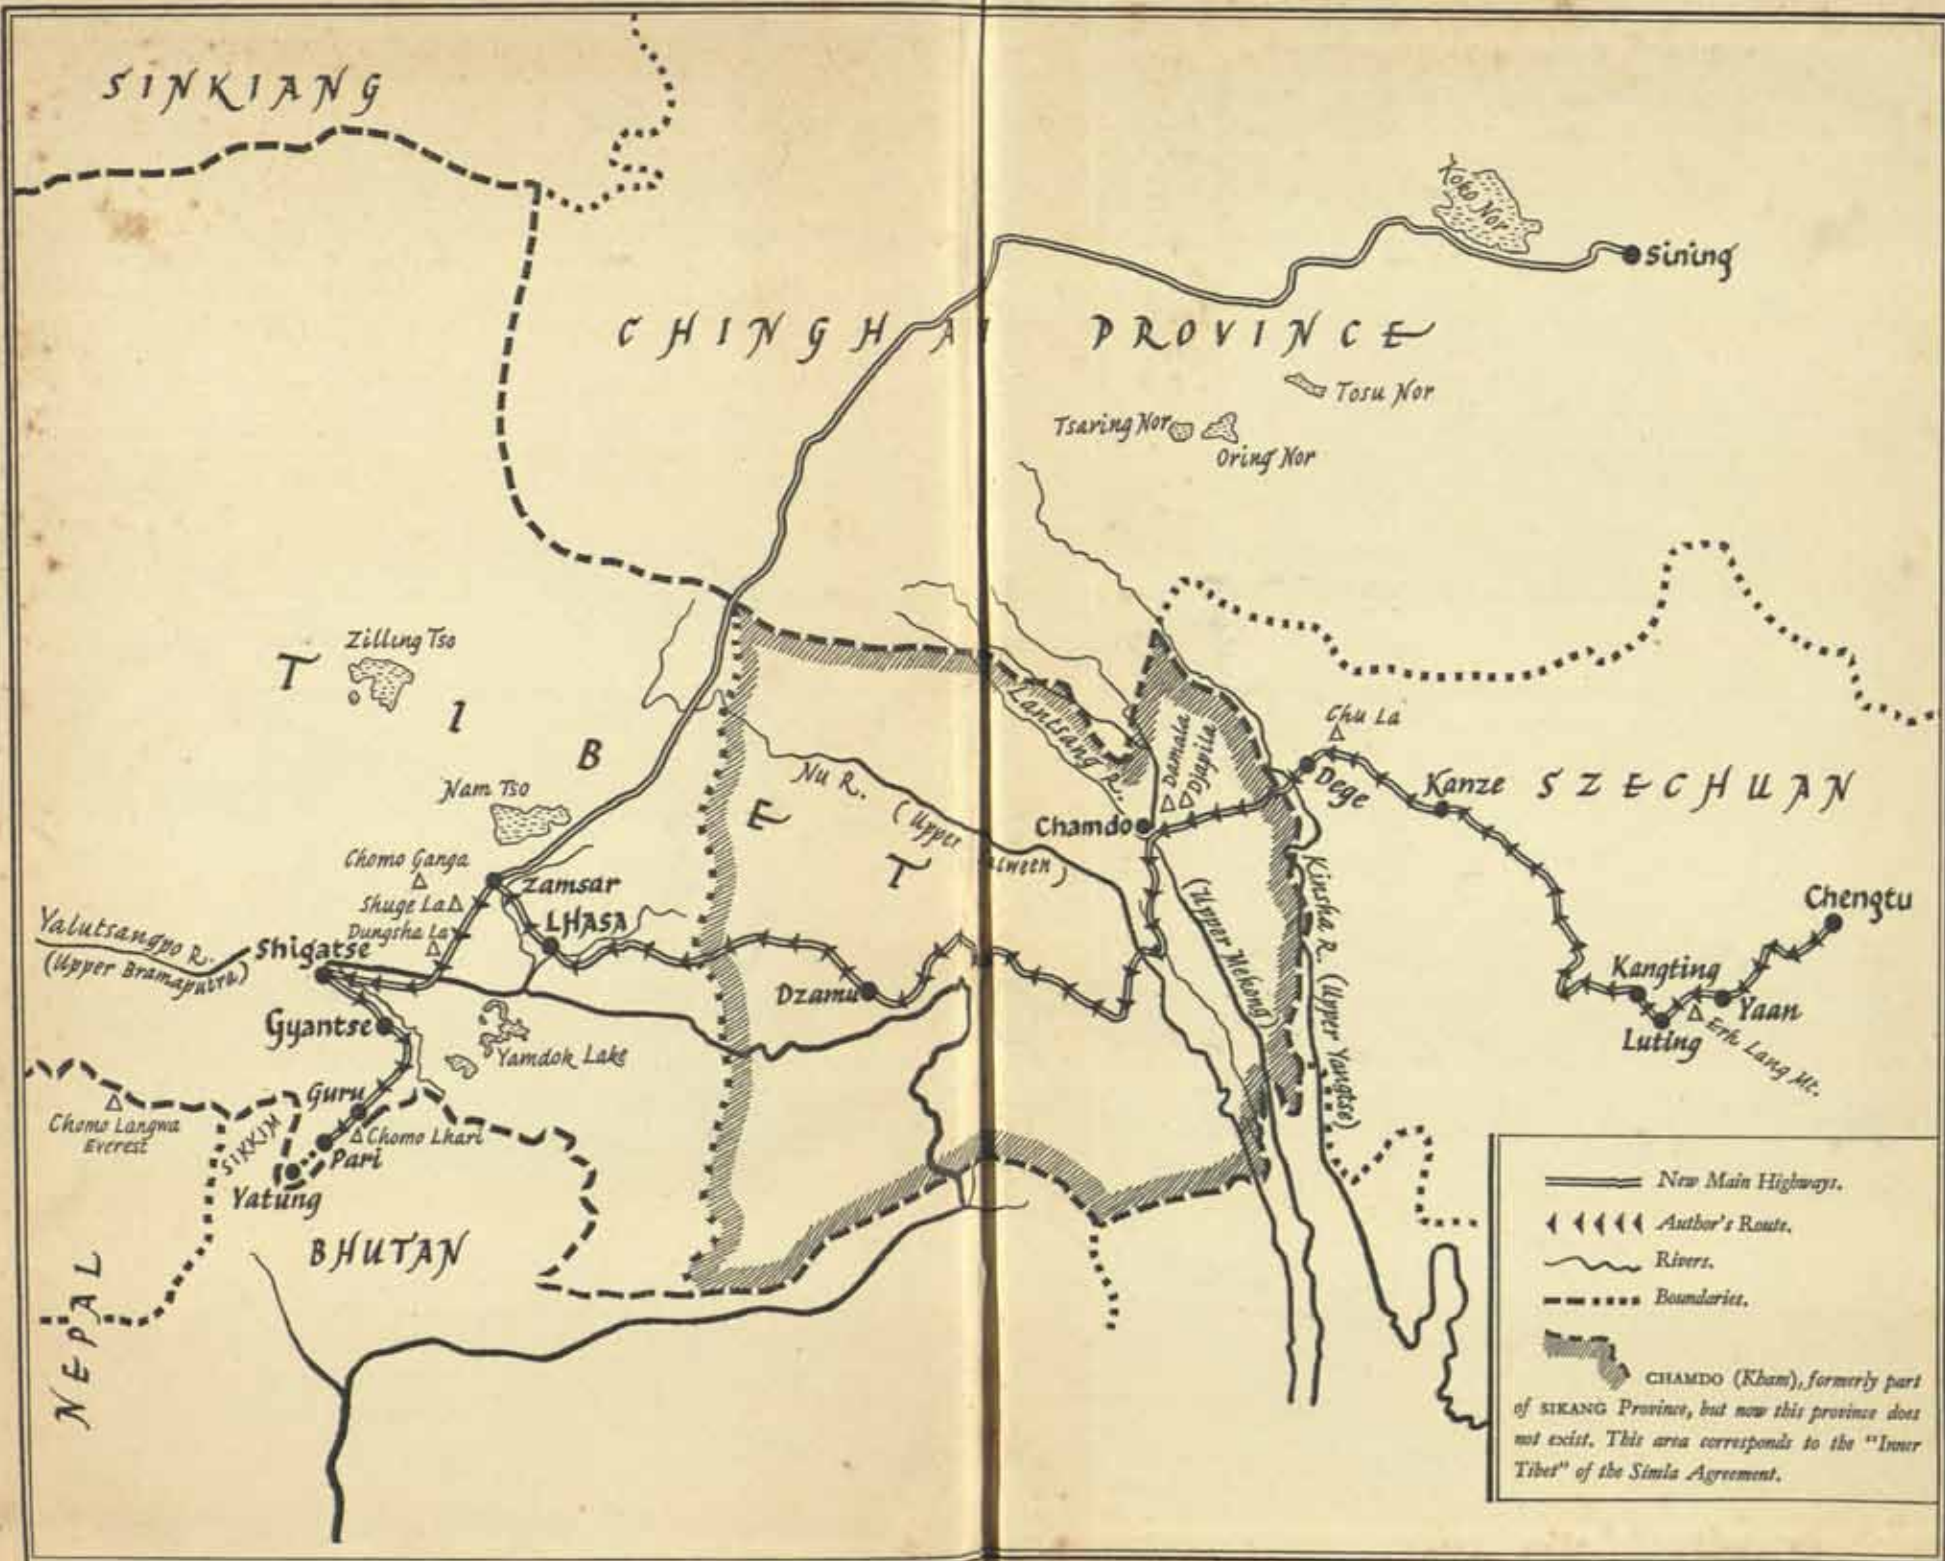 SINKIANG
Koko Nor
Sining
CHINGHAI PROVINCE
Tosu Nor
Tsaring Nor
Oring Nor
Zilling Tso
TIBET
Nam Tso
Nu R. (Upper Salween)
Lantsang R.
(Upper Mekong)
Damala
Djapila
Chamdo
Chu La
Dege
Kanze
SZECHUAN
Kinsha R. (Upper Yangtse)
Chengtu
Kangting
Yaan
Luting
Erh Lang Mt.
Chomo Ganga
Zamsar
Shuge La
LHASA
Dungsha La
Yalutsangpo R.
(Upper Bramaputra)
Shigatse
Dzamu
Gyantse
Yamdok Lake
Guru
Chomo Langwa
Everest
SIKKIM
Chomo Lhari
Pari
Yatung
BHUTAN
NEPAL
New Main Highways.
Author's Route.
Rivers.
Boundaries.
CHAMDO (Kham), formerly part
of SIKANG Province, but now this province does
not exist. This area corresponds to the "Inner
Tibet" of the Simla Agreement.